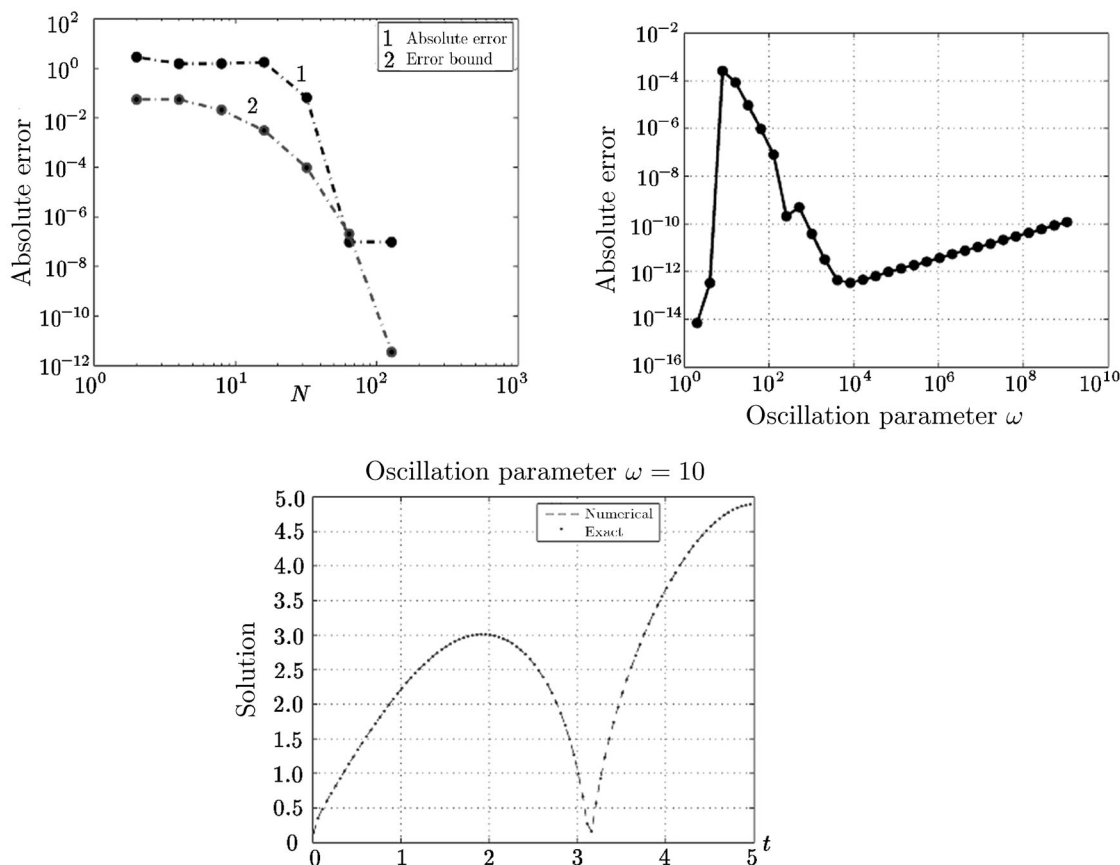 10^2
10^0
10^-2
10^-4
10^-6
10^-8
10^-10
10^-12
Absolute error
1 Absolute error
2 Error bound
1
2
10^0 10^1 10^2 10^3
N
10^-2
10^-4
10^-6
10^-8
10^-10
10^-12
10^-14
10^-16
Absolute error
10^0 10^2 10^4 10^6 10^8 10^10
Oscillation parameter ω
Oscillation parameter ω = 10
5.0
4.5
4.0
3.5
3.0
2.5
2.0
1.5
1.0
0.5
0
Solution
Numerical
Exact
0 1 2 3 4 5 t